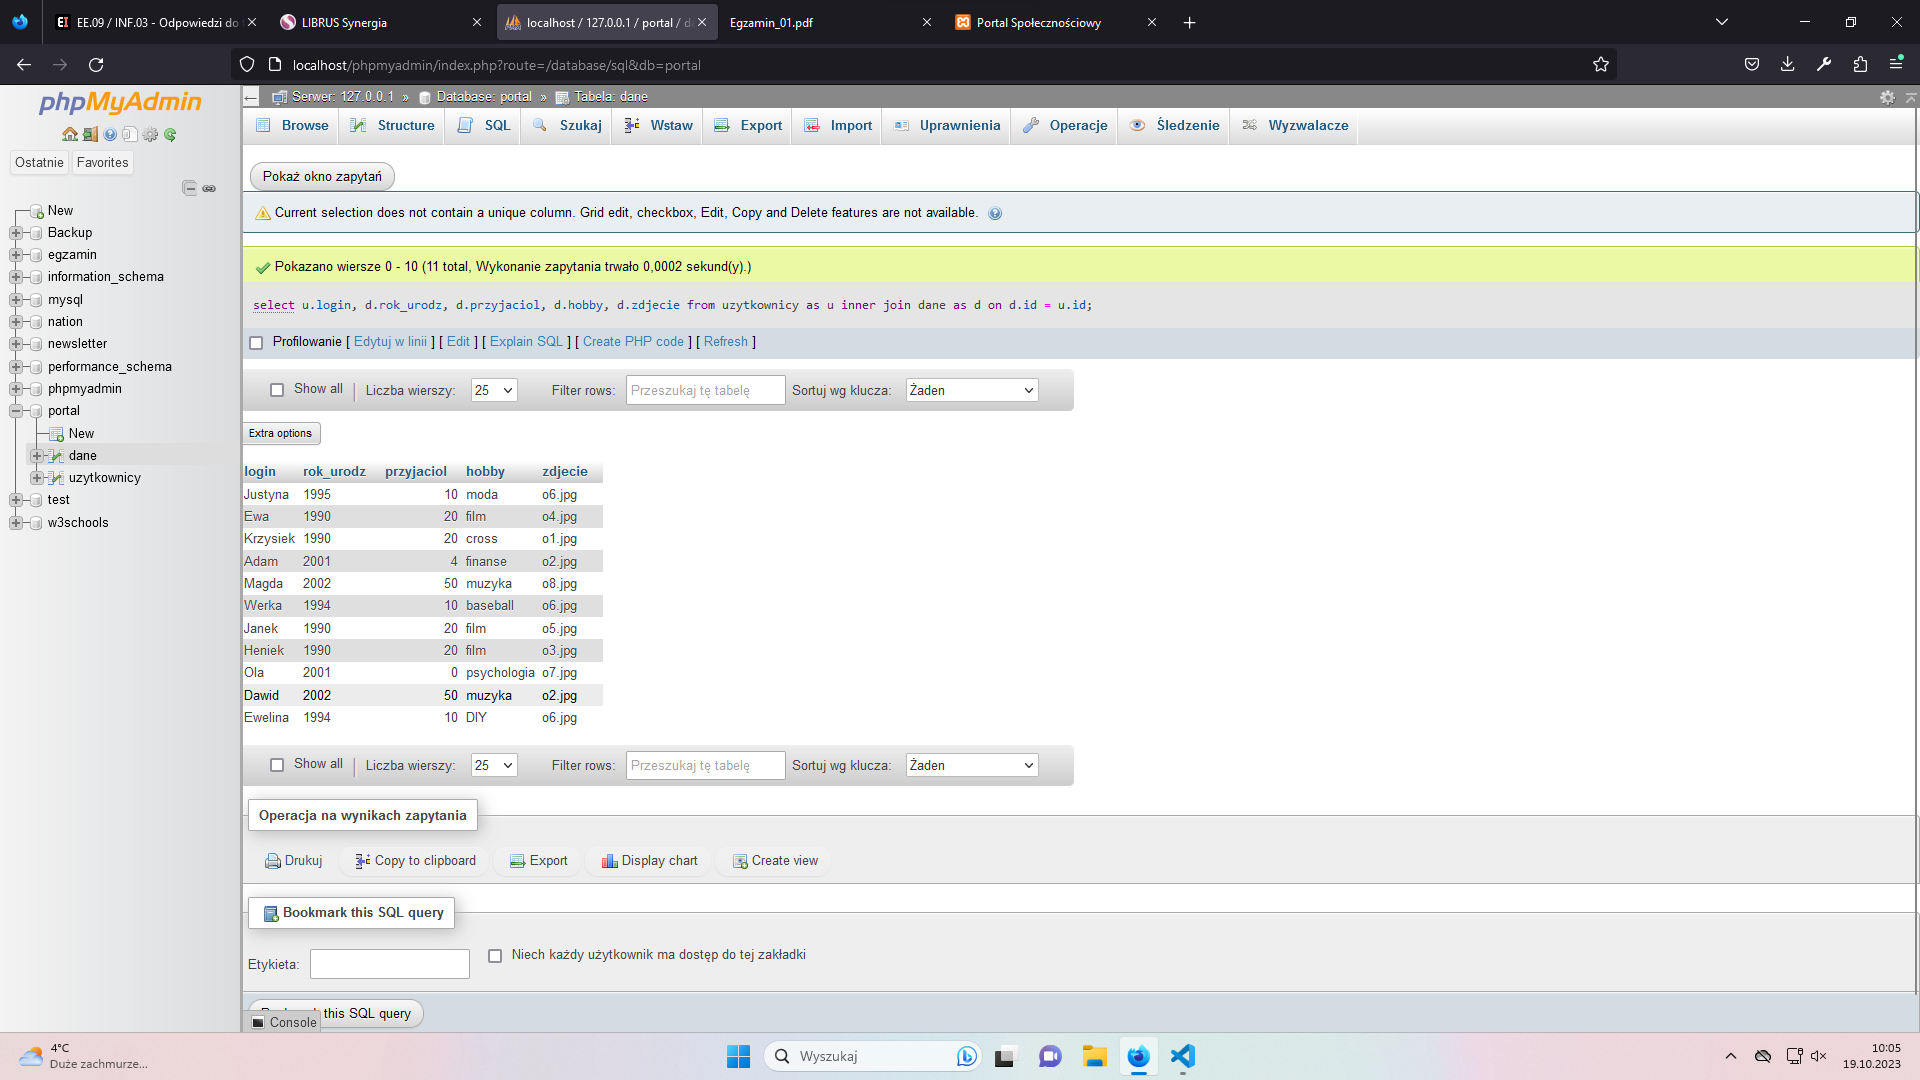 EE.09 / INF.03 - Odpowiedzi do
LIBRUS Synergia
localhost / 127.0.0.1 / portal / d
Egzamin_01.pdf
Portal Społecznościowy
localhost/phpmyadmin/index.php?route=/database/sql&db=portal
phpMyAdmin
Ostatnie Favorites
New
Backup
egzamin
information_schema
mysql
nation
newsletter
performance_schema
phpmyadmin
portal
New
dane
uzytkownicy
test
w3schools
Serwer: 127.0.0.1 » Database: portal » Tabela: dane
Browse Structure SQL Szukaj Wstaw Export Import Uprawnienia Operacje Śledzenie Wyzwalacze
Pokaż okno zapytań
Current selection does not contain a unique column. Grid edit, checkbox, Edit, Copy and Delete features are not available.
Pokazano wiersze 0 - 10 (11 total, Wykonanie zapytania trwało 0,0002 sekund(y).)
select u.login, d.rok_urodz, d.przyjaciol, d.hobby, d.zdjecie from uzytkownicy as u inner join dane as d on d.id = u.id;
Profilowanie [ Edytuj w linii ] [ Edit ] [ Explain SQL ] [ Create PHP code ] [ Refresh ]
Show all | Liczba wierszy: 25 Filter rows: Przeszukaj tę tabelę Sortuj wg klucza: Żaden
Extra options
login rok_urodz przyjaciol hobby zdjecie
Justyna 1995 10 moda o6.jpg
Ewa 1990 20 film o4.jpg
Krzysiek 1990 20 cross o1.jpg
Adam 2001 4 finanse o2.jpg
Magda 2002 50 muzyka o8.jpg
Werka 1994 10 baseball o6.jpg
Janek 1990 20 film o5.jpg
Heniek 1990 20 film o3.jpg
Ola 2001 0 psychologia o7.jpg
Dawid 2002 50 muzyka o2.jpg
Ewelina 1994 10 DIY o6.jpg
Show all | Liczba wierszy: 25 Filter rows: Przeszukaj tę tabelę Sortuj wg klucza: Żaden
Operacja na wynikach zapytania
Drukuj Copy to clipboard Export Display chart Create view
Bookmark this SQL query
Etykieta: Niech każdy użytkownik ma dostęp do tej zakładki
this SQL query
Console
4°C
Duże zachmurze...
Wyszukaj
10:05
19.10.2023